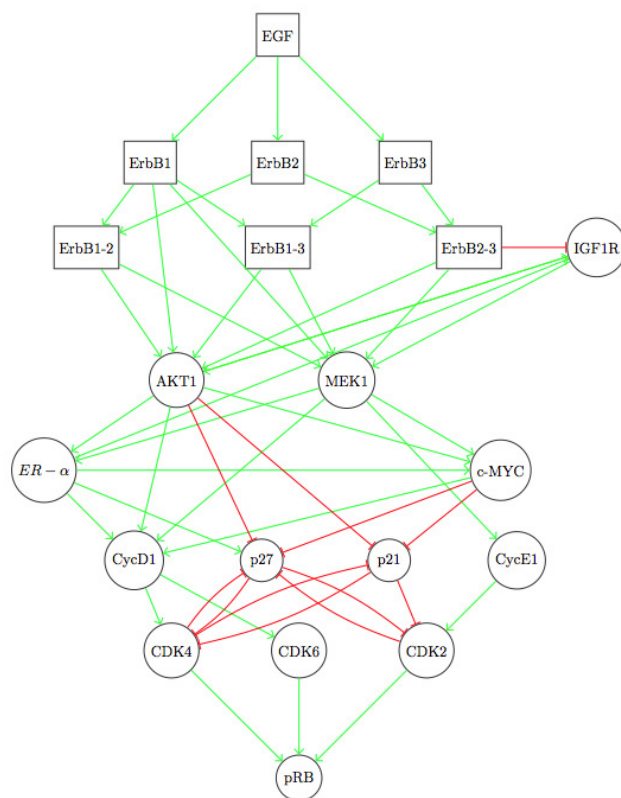 EGF
ErbB1 ErbB2 ErbB3
ErbB1-2 ErbB1-3 ErbB2-3 IGF1R
AKT1 MEK1
ER − α c-MYC
CycD1 p27 p21 CycE1
CDK4 CDK6 CDK2
pRB